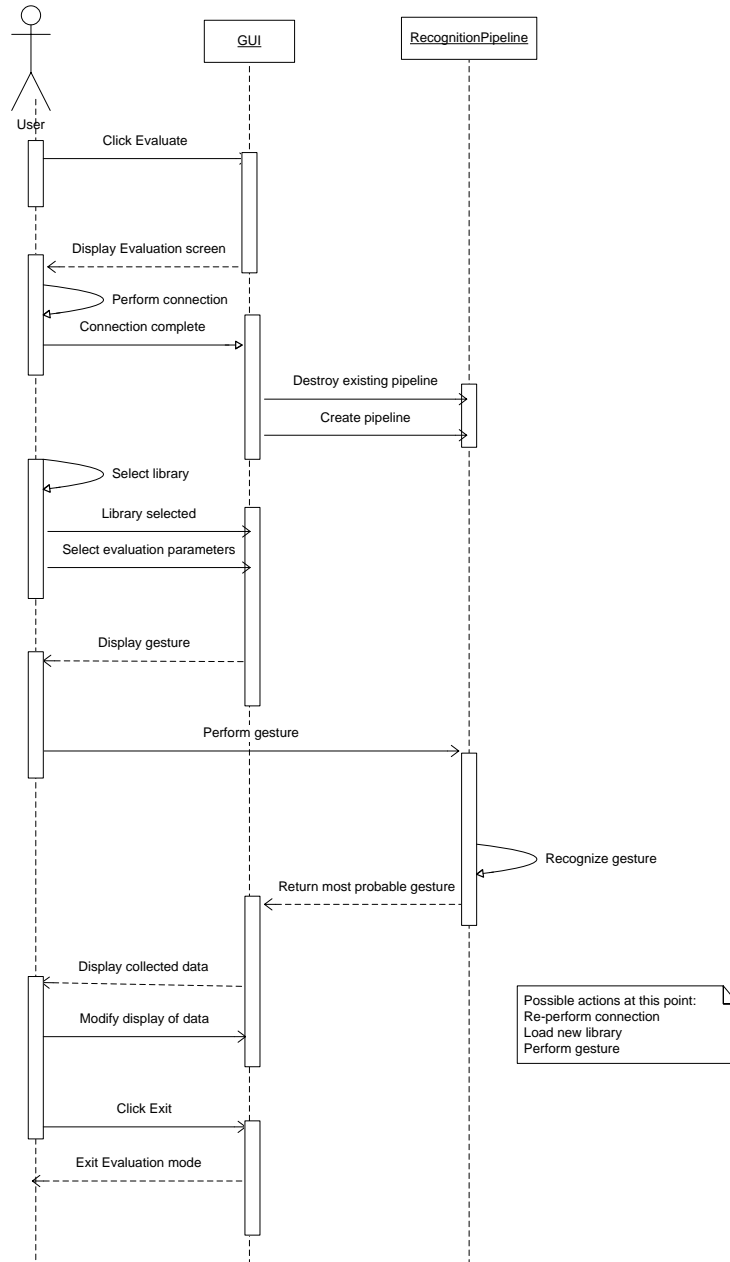 GUI
RecognitionPipeline
User
Click Evaluate
Display Evaluation screen
Perform connection
Connection complete
Destroy existing pipeline
Create pipeline
Select library
Library selected
Select evaluation parameters
Display gesture
Perform gesture
Recognize gesture
Return most probable gesture
Display collected data
Possible actions at this point:
Re-perform connection
Load new library
Perform gesture
Modify display of data
Click Exit
Exit Evaluation mode